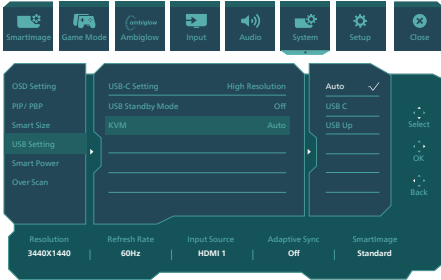 ambiglow
SmartImage Game Mode Ambiglow Input Audio System Setup Close
OSD Setting
PIP/ PBP
Smart Size
USB Setting
Smart Power
Over Scan
USB-C Setting High Resolution
USB Standby Mode Off
KVM Auto
Auto
USB C
USB Up
Select
OK
Back
Resolution Refresh Rate Input Source Adaptive Sync SmartImage
3440X1440 | 60Hz | HDMI 1 | Off | Standard